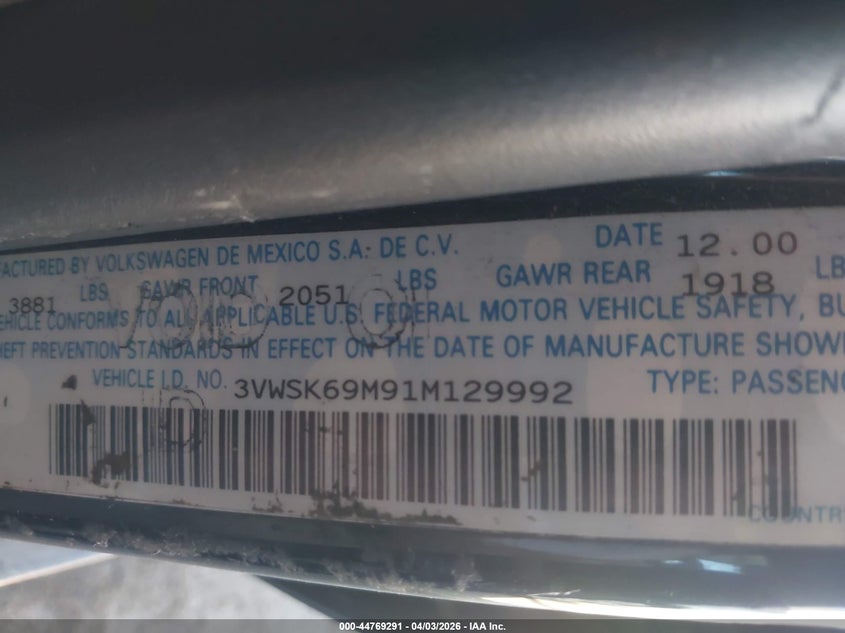 FACTURED BY VOLKSWAGEN DE MEXICO S.A. DE C.V. DATE 12.00
3881 LBS GAWR FRONT 2051 LBS GAWR REAR 1918 LB
EHICLE CONFORMS TO ALL APPLICABLE U.S. FEDERAL MOTOR VEHICLE SAFETY, BU
HEFT PREVENTION STANDARDS IN EFFECT ON THE DATE OF MANUFACTURE SHOW
VEHICLE I.D. NO. 3VWSK69M91M129992 TYPE: PASSENG
VOID
COUNTR
000-44769291 - 04/03/2026 - IAA Inc.